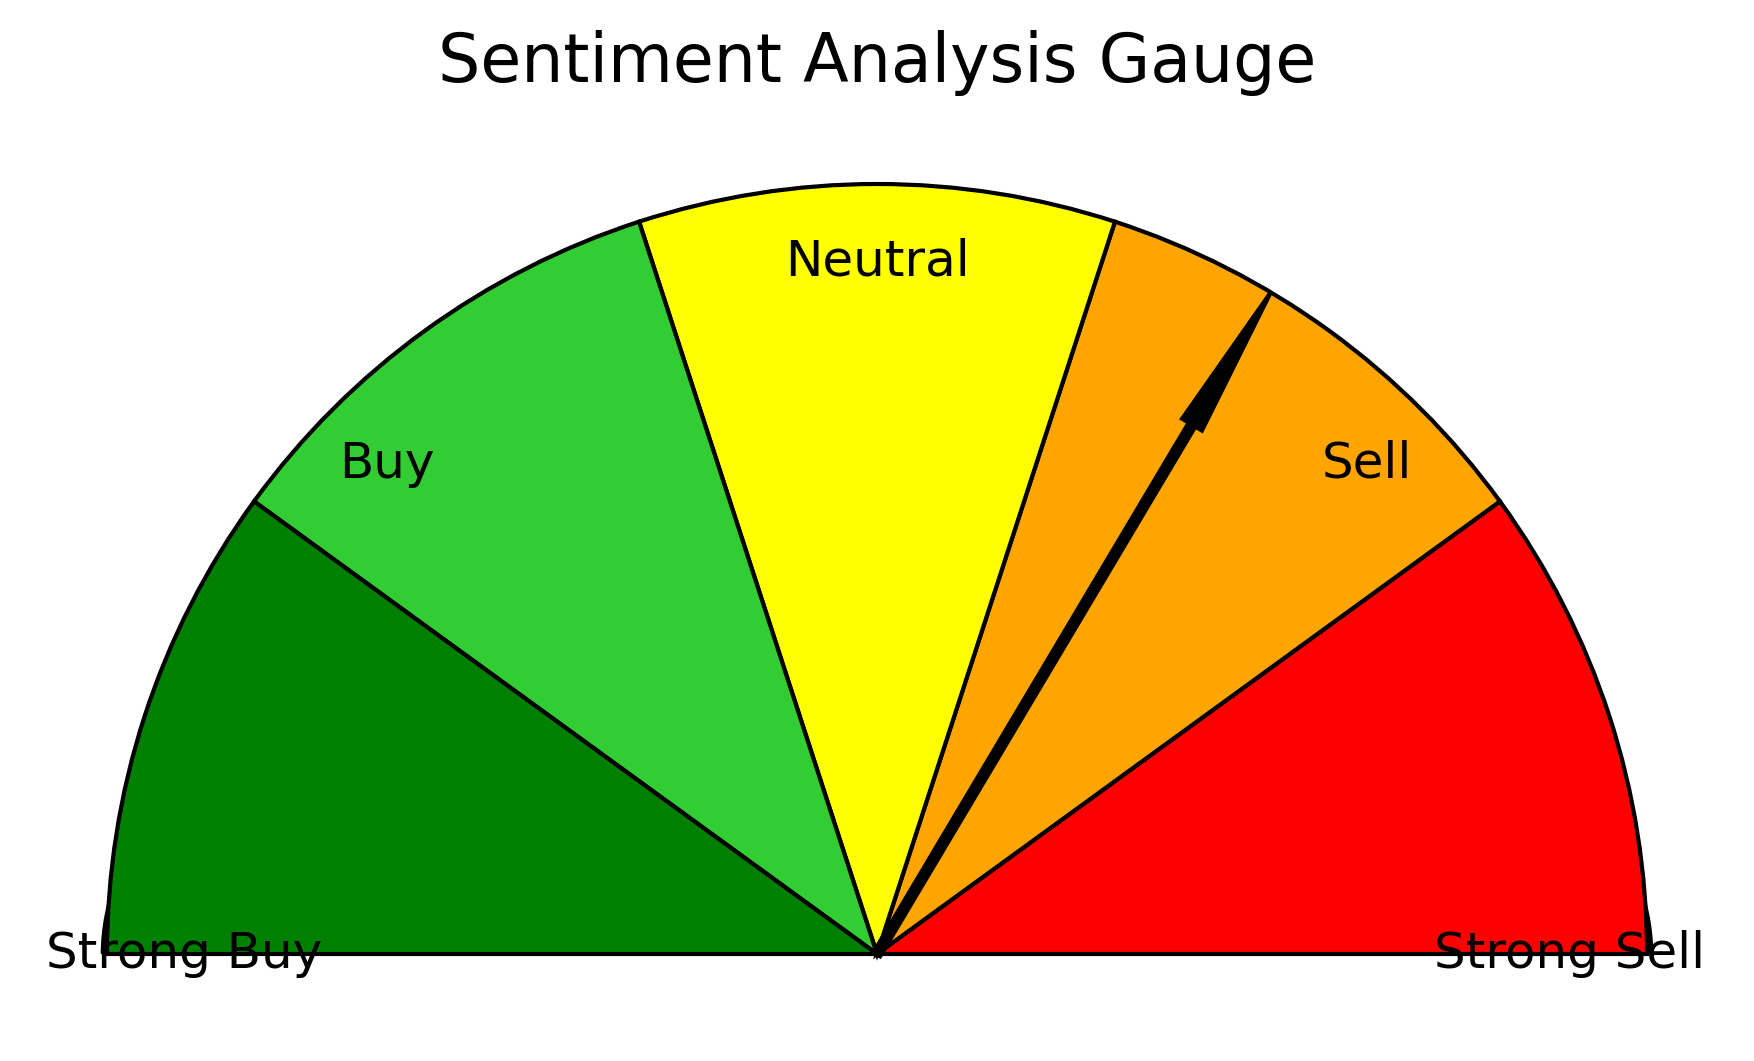 Sentiment Analysis Gauge
Neutral
Buy
Sell
Strong Buy
Strong Sell